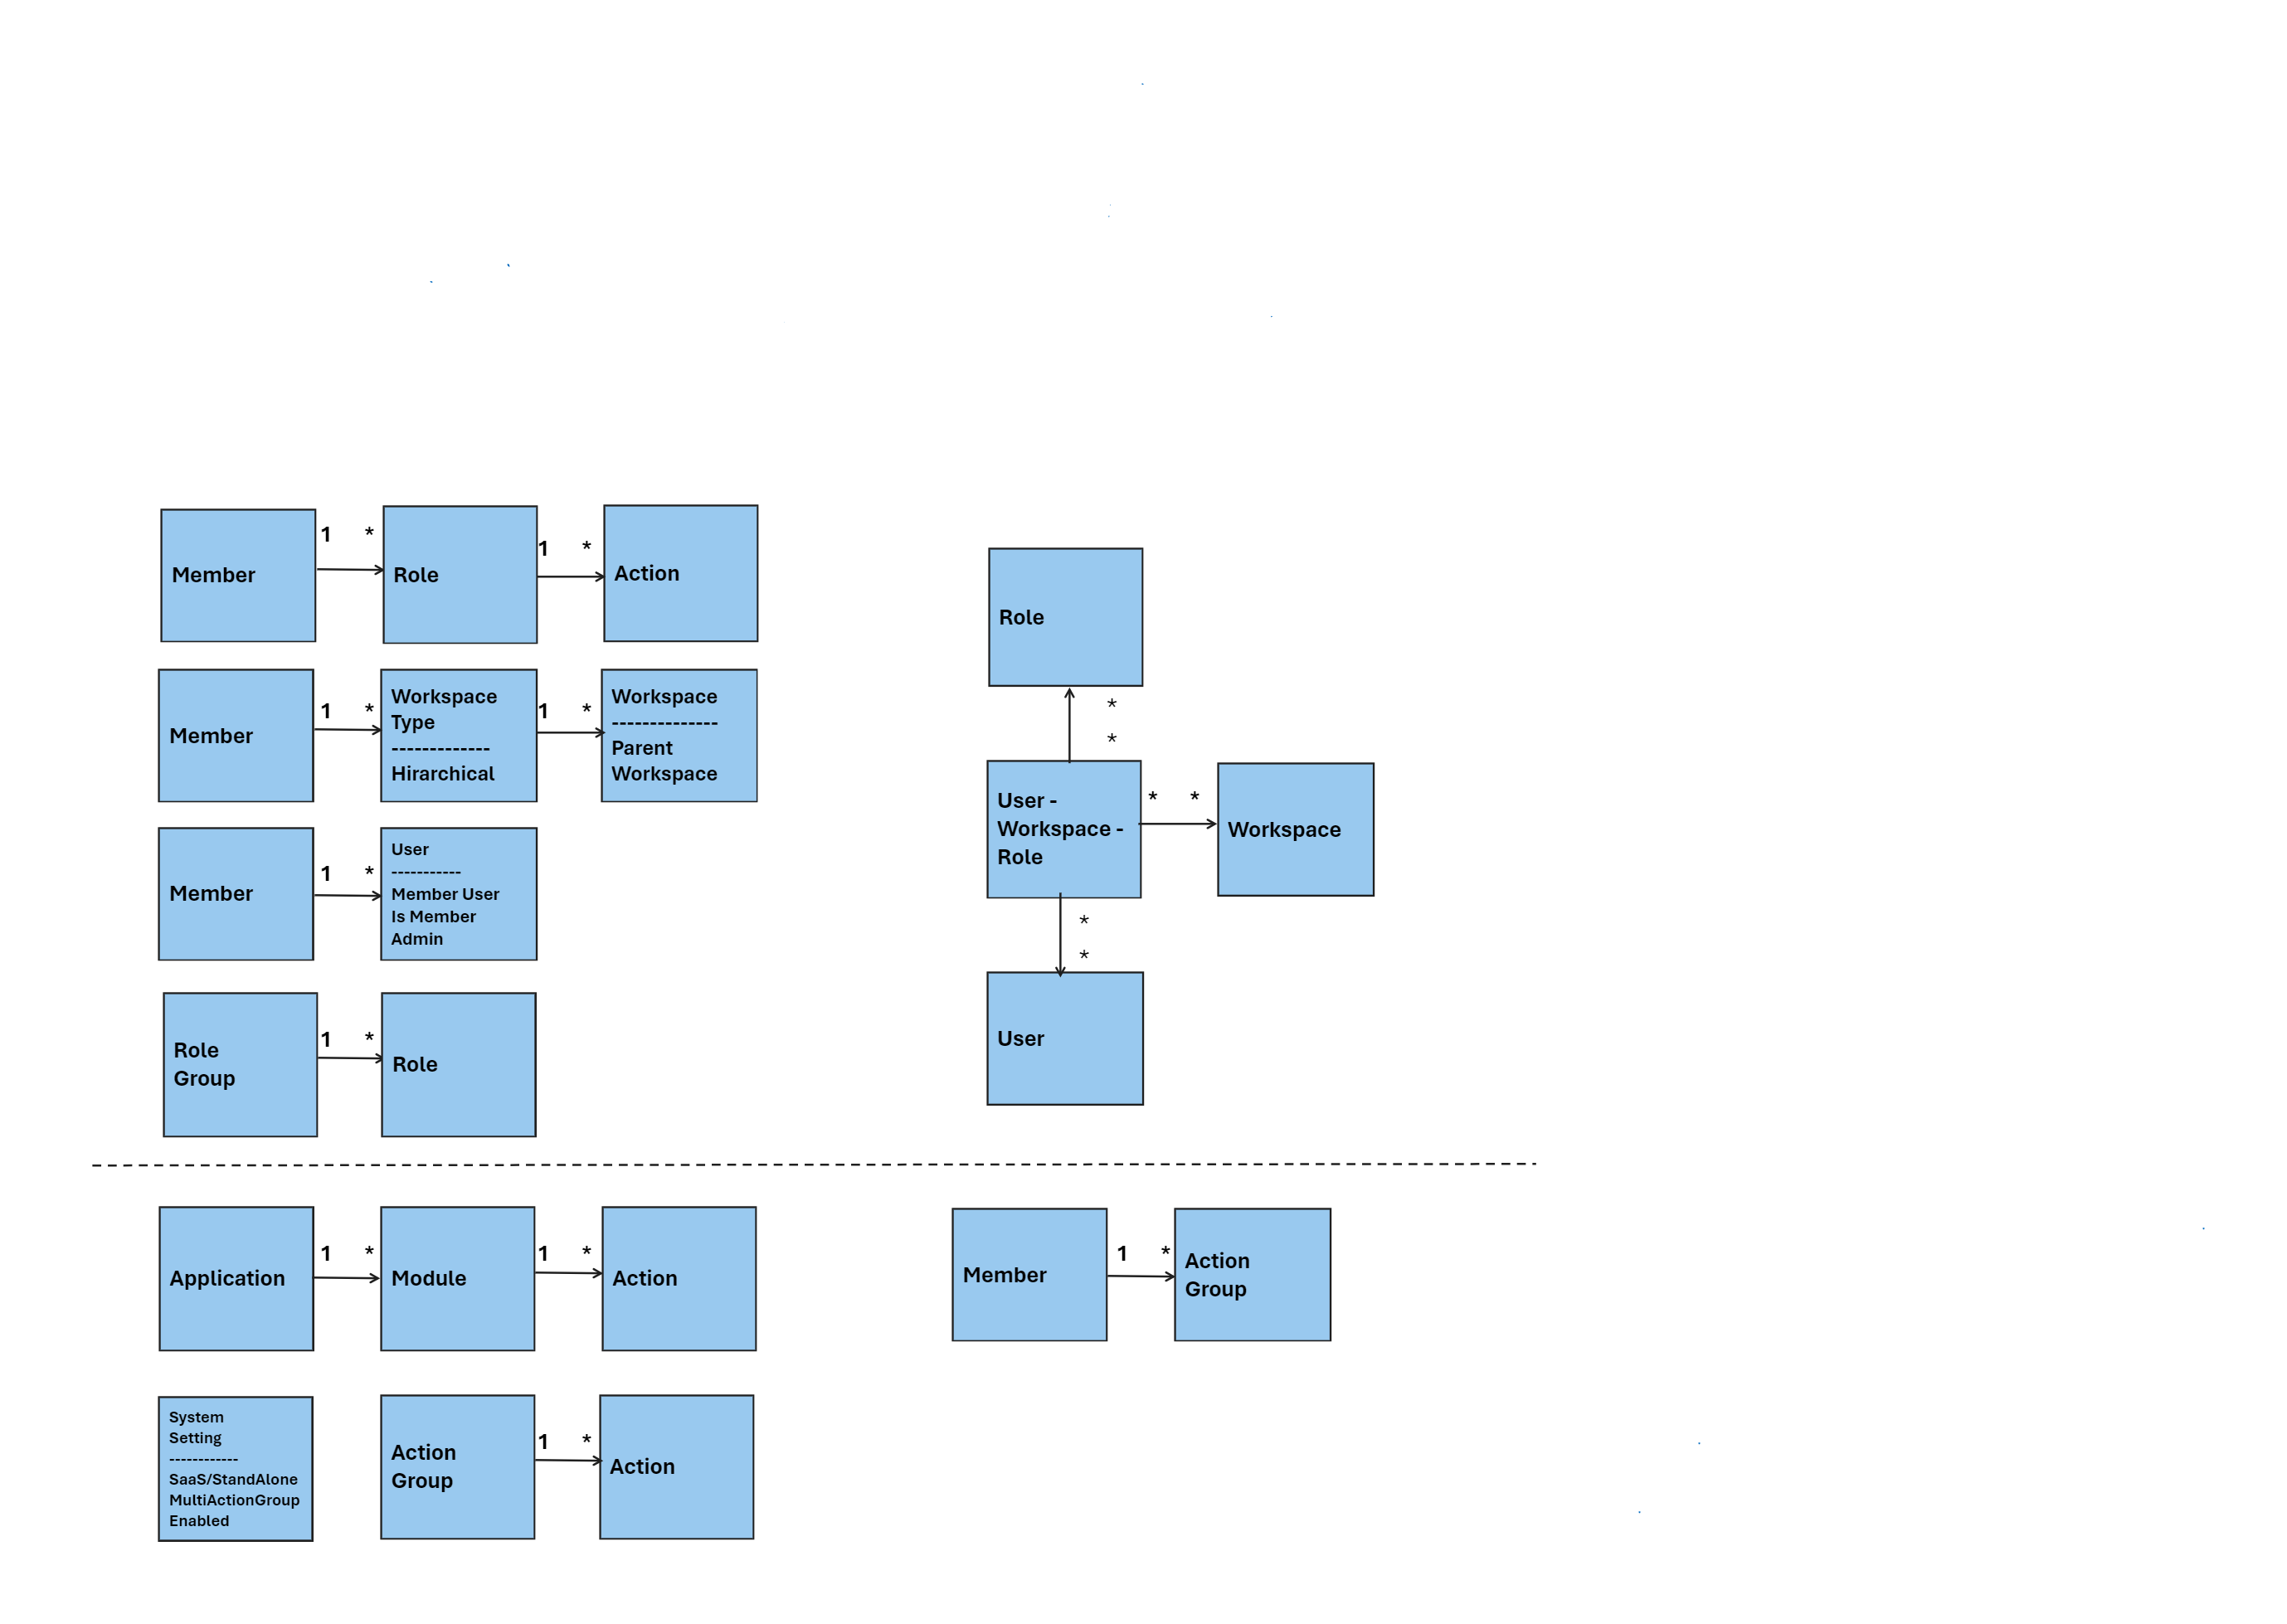 Member
1 *
Role
1 *
Action
Member
1 *
Workspace
Type
-------------
Hirarchical
1 *
Workspace
--------------
Parent
Workspace
Member
1 *
User
-----------
Member User
Is Member
Admin
Role
Group
1 *
Role
Role
*
*
User -
Workspace -
Role
* *
Workspace
*
*
User
Application
1 *
Module
1 *
Action
Member
1 *
Action
Group
System
Setting
------------
SaaS/StandAlone
MultiActionGroup
Enabled
Action
Group
1 *
Action